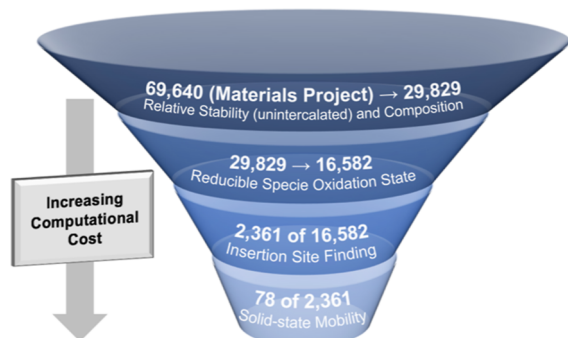 69,640 (Materials Project) → 29,829
Relative Stability (unintercalated) and Composition
29,829 → 16,582
Reducible Specie Oxidation State
2,361 of 16,582
Insertion Site Finding
78 of 2,361
Solid-state Mobility
Increasing
Computational
Cost